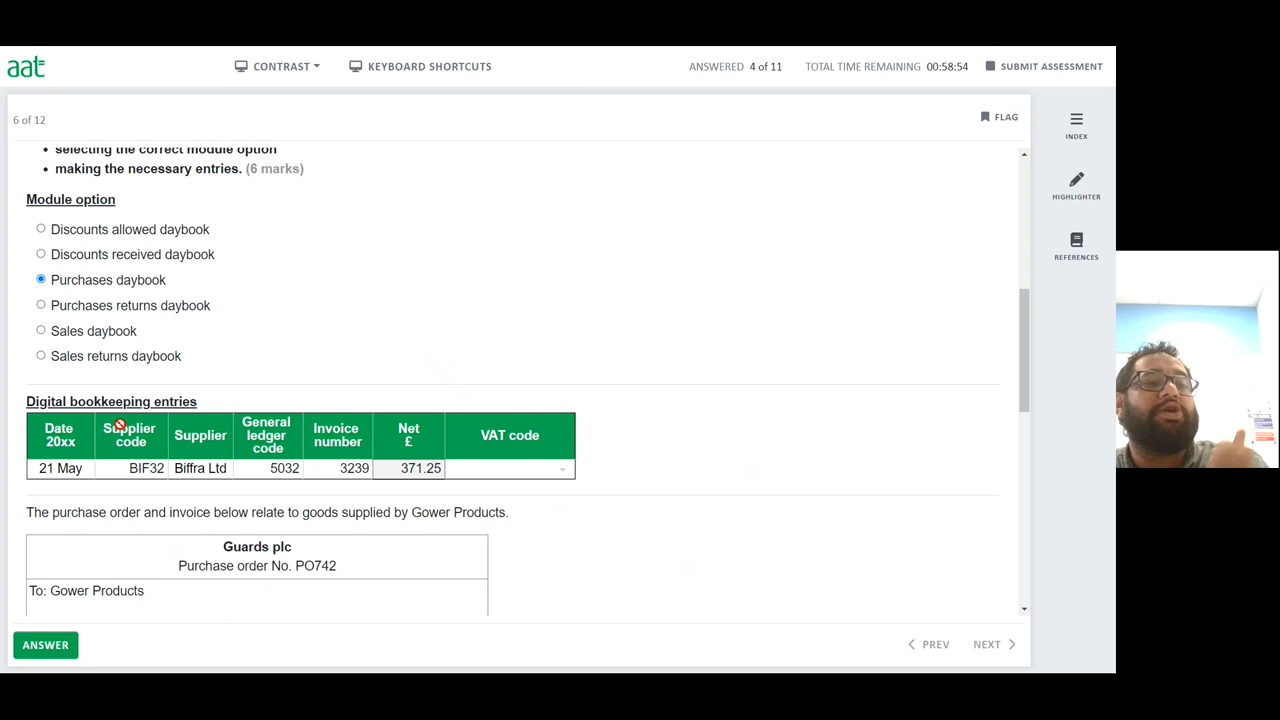 aat
CONTRAST
KEYBOARD SHORTCUTS
ANSWERED 4 of 11
TOTAL TIME REMAINING 00:58:54
SUBMIT ASSESSMENT
6 of 12
FLAG
INDEX
HIGHLIGHTER
REFERENCES
• selecting the correct module option
• making the necessary entries. (6 marks)
Module option
Discounts allowed daybook
Discounts received daybook
Purchases daybook
Purchases returns daybook
Sales daybook
Sales returns daybook
Digital bookkeeping entries
Date 20xx Supplier code Supplier General ledger code Invoice number Net £ VAT code
21 May BIF32 Biffra Ltd 5032 3239 371.25
The purchase order and invoice below relate to goods supplied by Gower Products.
Guards plc
Purchase order No. PO742
To: Gower Products
ANSWER
PREV
NEXT